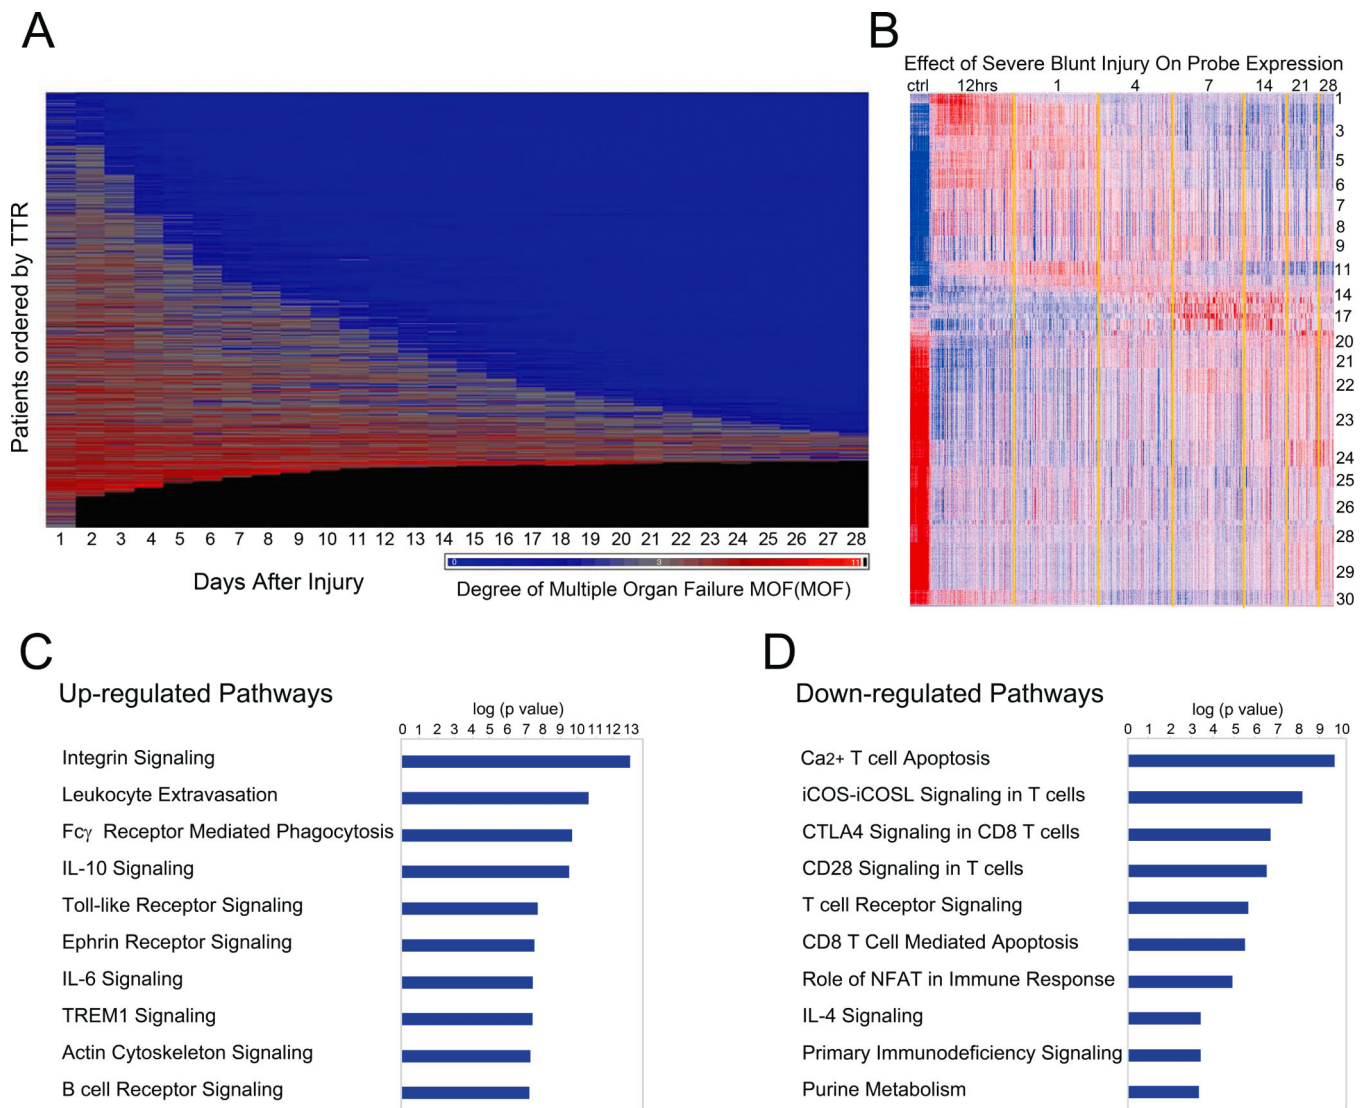 A
Patients ordered by TTR
1 2 3 4 5 6 7 8 9 10 11 12 13 14 15 16 17 18 19 20 21 22 23 24 25 26 27 28
0 3 11
Days After Injury
Degree of Multiple Organ Failure MOF(MOF)
B
Effect of Severe Blunt Injury On Probe Expression
ctrl 12hrs 1 4 7 14 21 28
1
3
5
6
7
8
9
11
14
17
20
21
22
23
24
25
26
28
29
30
C
Up-regulated Pathways
log (p value)
0 1 2 3 4 5 6 7 8 9 10 11 12 13
Integrin Signaling
Leukocyte Extravasation
Fcγ Receptor Mediated Phagocytosis
IL-10 Signaling
Toll-like Receptor Signaling
Ephrin Receptor Signaling
IL-6 Signaling
TREM1 Signaling
Actin Cytoskeleton Signaling
B cell Receptor Signaling
D
Down-regulated Pathways
log (p value)
0 1 2 3 4 5 6 7 8 9 10
Ca2+ T cell Apoptosis
iCOS-iCOSL Signaling in T cells
CTLA4 Signaling in CD8 T cells
CD28 Signaling in T cells
T cell Receptor Signaling
CD8 T Cell Mediated Apoptosis
Role of NFAT in Immune Response
IL-4 Signaling
Primary Immunodeficiency Signaling
Purine Metabolism